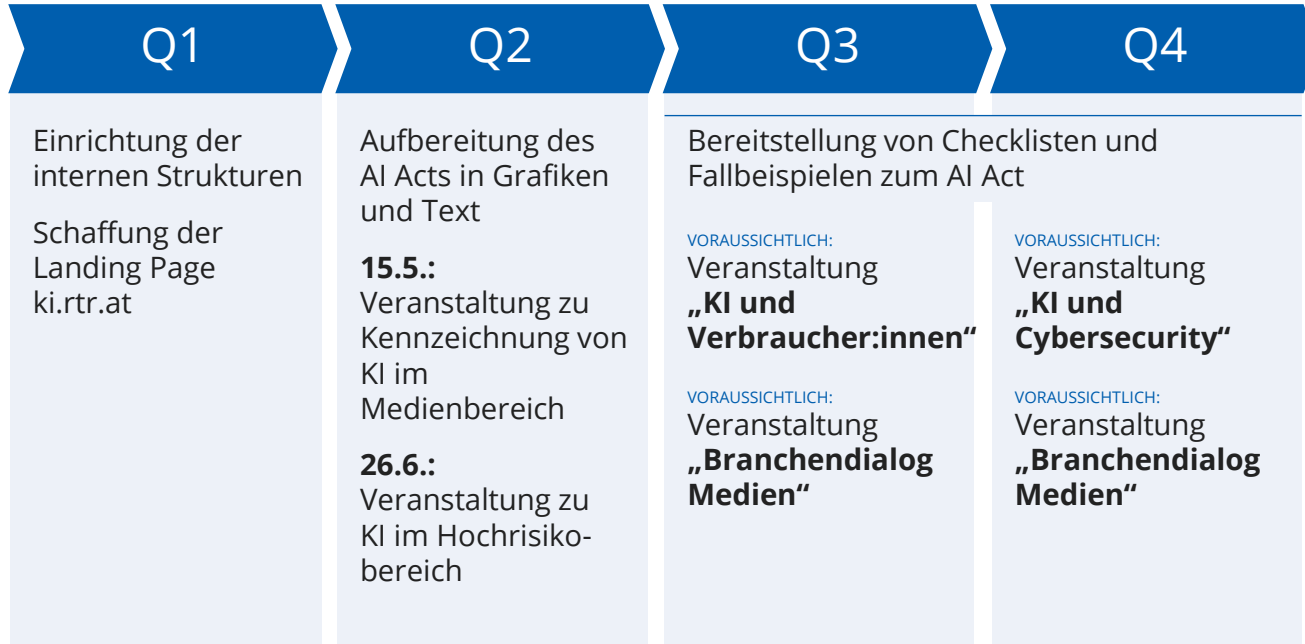 Q1
Einrichtung der
internen Strukturen
Schaffung der
Landing Page
ki.rtr.at
Q2
Aufbereitung des
AI Acts in Grafiken
und Text
15.5.:
Veranstaltung zu
Kennzeichnung von
KI im
Medienbereich
26.6.:
Veranstaltung zu
KI im Hochrisiko-
bereich
Q3
Q4
Bereitstellung von Checklisten und
Fallbeispielen zum AI Act
VORAUSSICHTLICH:
Veranstaltung
„KI und
Verbraucher:innen“
VORAUSSICHTLICH:
Veranstaltung
„Branchendialog
Medien“
VORAUSSICHTLICH:
Veranstaltung
„KI und
Cybersecurity“
VORAUSSICHTLICH:
Veranstaltung
„Branchendialog
Medien“